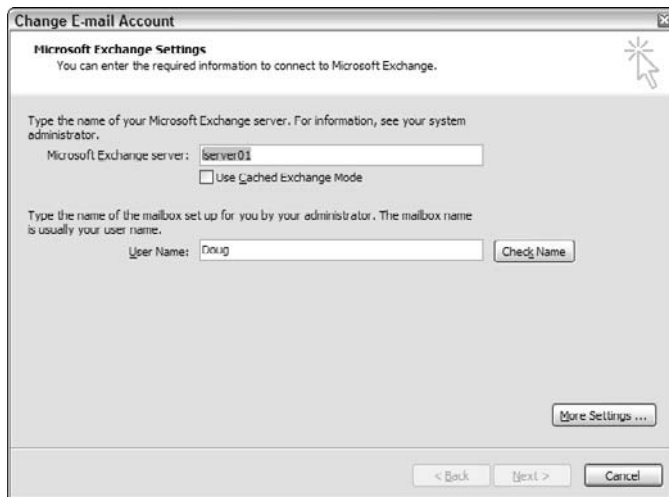 Change E-mail Account
Microsoft Exchange Settings
You can enter the required information to connect to Microsoft Exchange.
Type the name of your Microsoft Exchange server. For information, see your system
administrator.
Microsoft Exchange server: lserver01
Use Cached Exchange Mode
Type the name of the mailbox set up for you by your administrator. The mailbox name
is usually your user name.
User Name: Doug Check Name
More Settings ...
< Back Next > Cancel